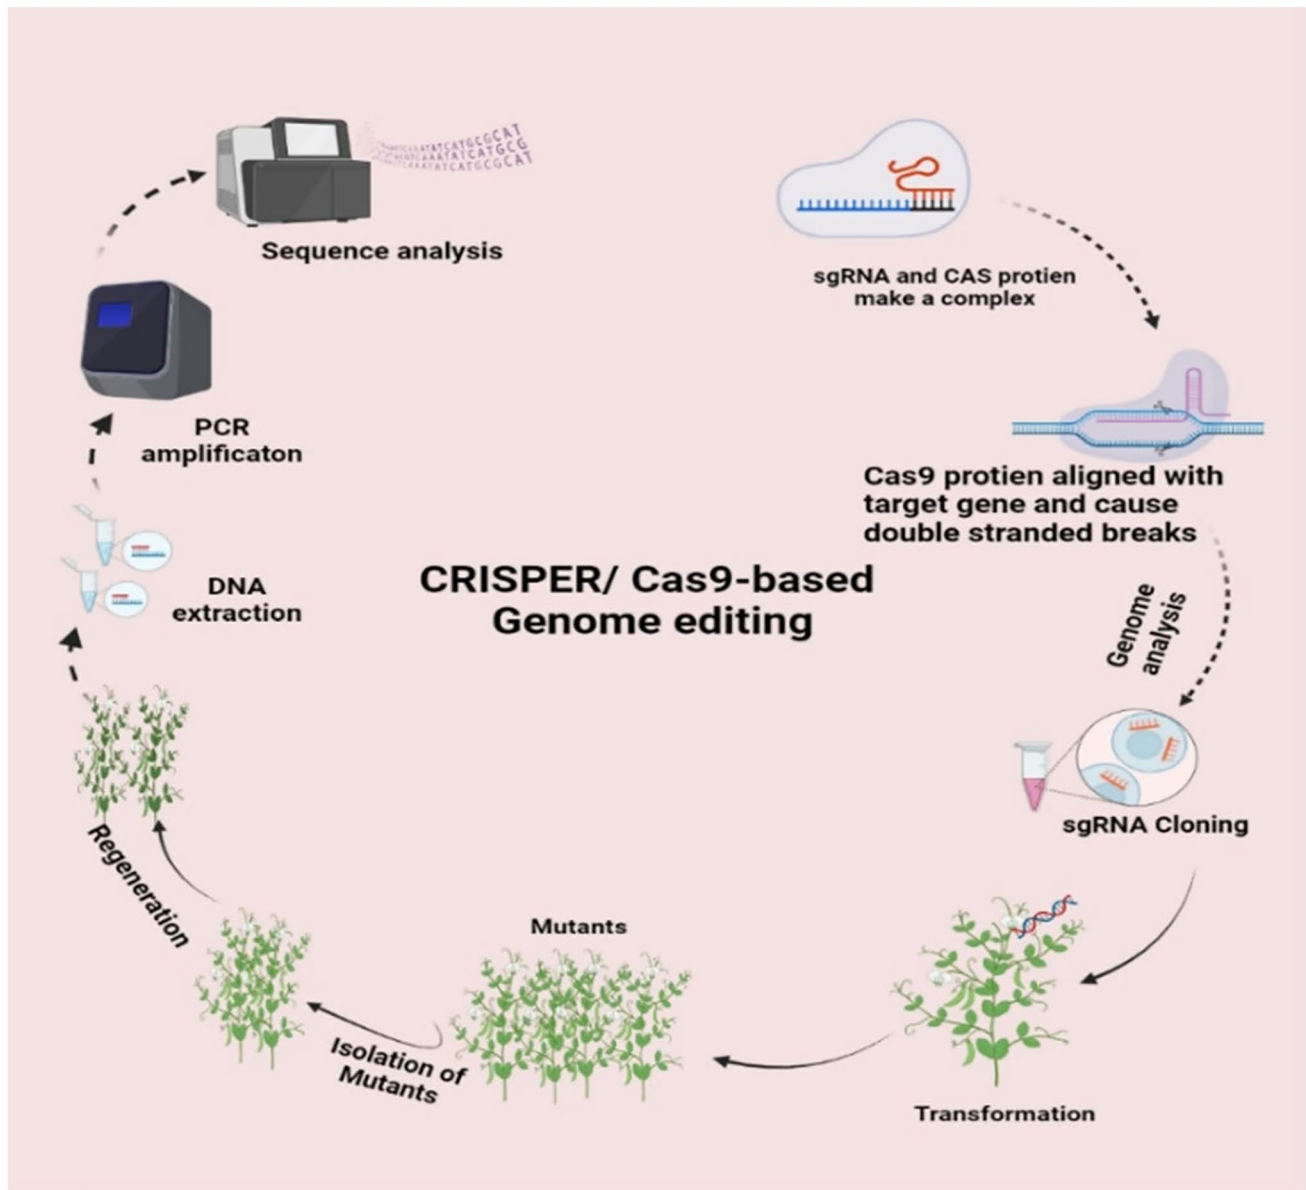 CRISPER/ Cas9-based
Genome editing
sgRNA and CAS protien
make a complex
Cas9 protien aligned with
target gene and cause
double stranded breaks
Genome
analysis
sgRNA Cloning
Transformation
Mutants
Isolation of
Mutants
Regeneration
DNA
extraction
PCR
amplificaton
Sequence analysis